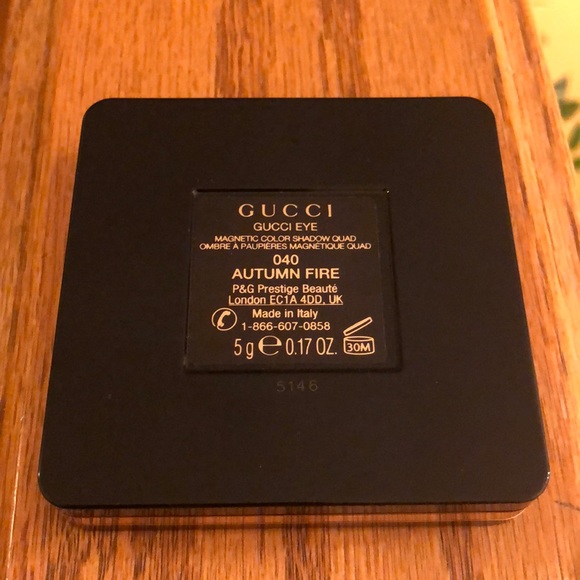 GUCCI
GUCCI EYE
MAGNETIC COLOR SHADOW QUAD
OMBRE À PAUPIÈRES MAGNÉTIQUE QUAD
040
AUTUMN FIRE
P&G Prestige Beauté
London EC1A 4DD, UK
Made in Italy
1-866-607-0858
5 g ℮ 0.17 OZ. 30M
5146